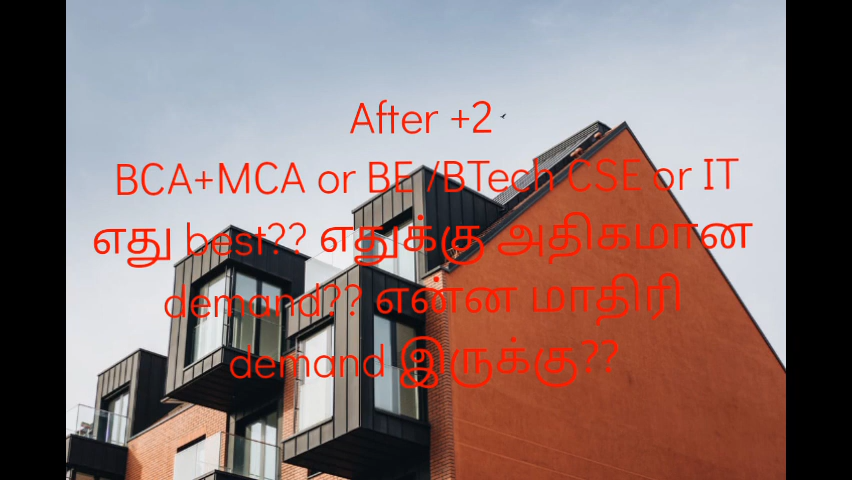 After +2
BCA+MCA or BE /BTech CSE or IT
எது best?? எதுக்கு அதிகமான
demand?? என்ன மாதிரி
demand இருக்கு??